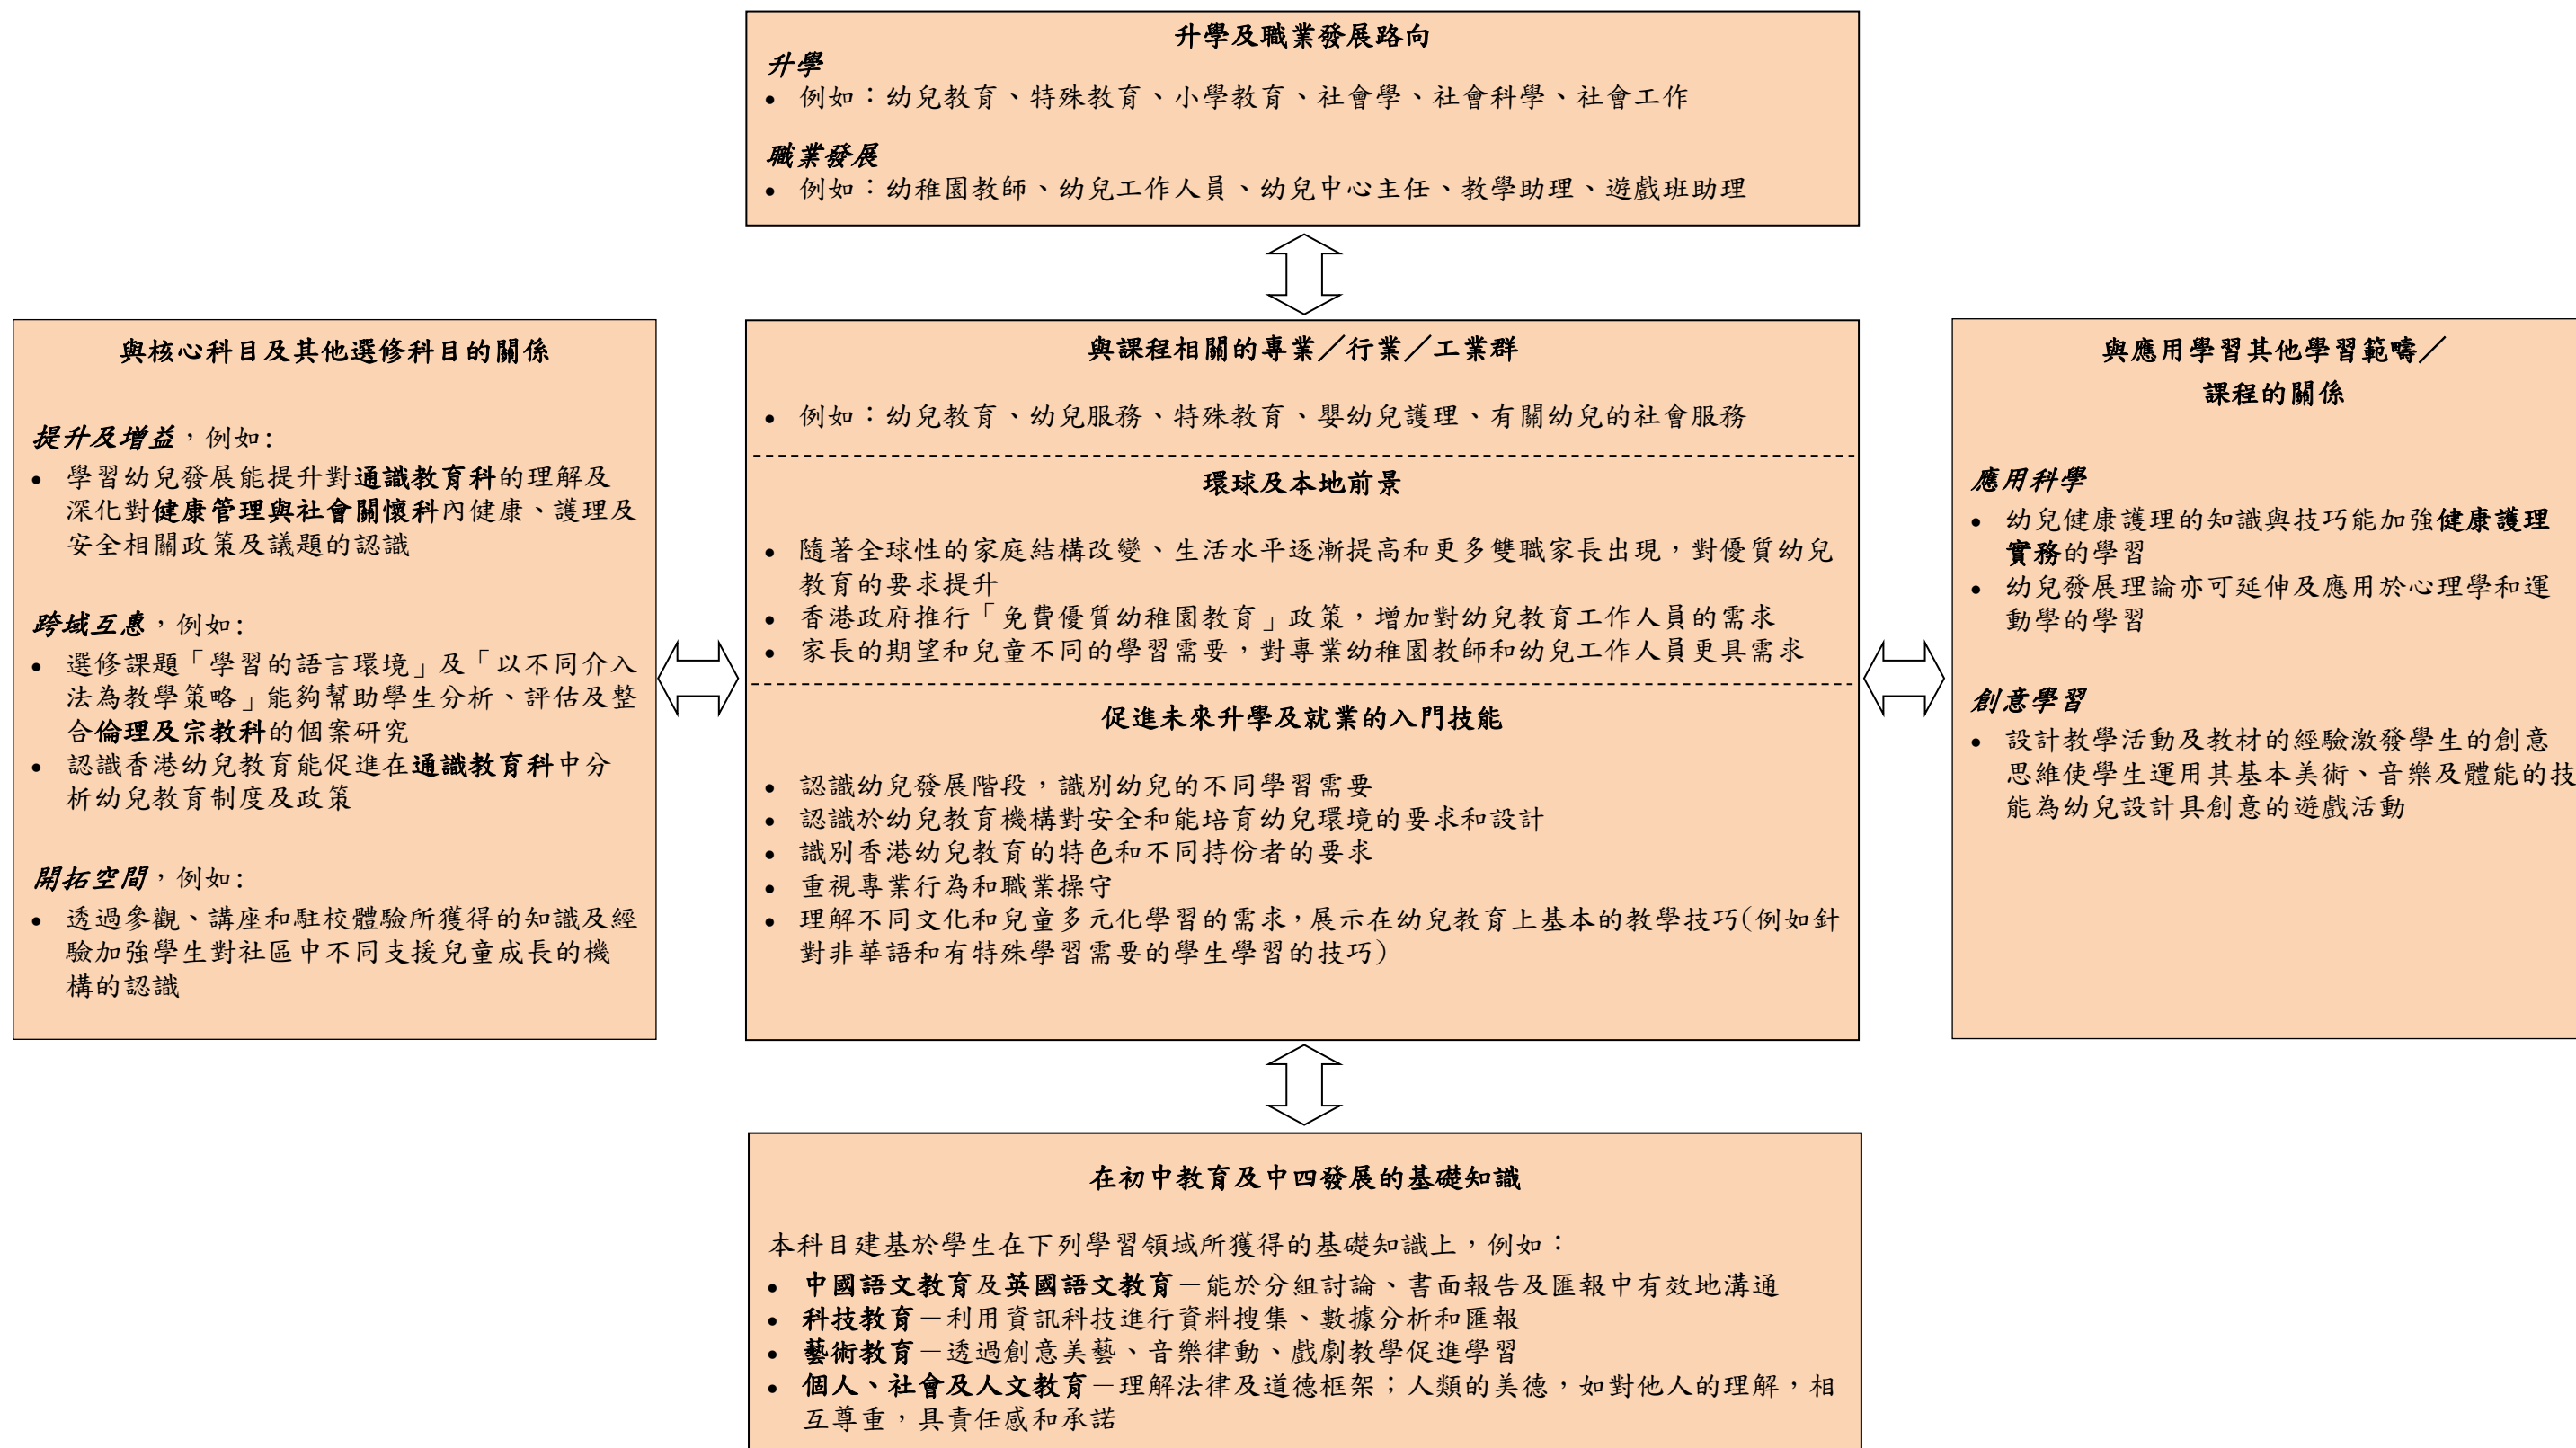 升學及職業發展路向
升學
• 例如：幼兒教育、特殊教育、小學教育、社會學、社會科學、社會工作
職業發展
• 例如：幼稚園教師、幼兒工作人員、幼兒中心主任、教學助理、遊戲班助理
與核心科目及其他選修科目的關係
提升及增益，例如:
• 學習幼兒發展能提升對通識教育科的理解及
深化對健康管理與社會關懷科內健康、護理及
安全相關政策及議題的認識
跨域互惠，例如:
• 選修課題「學習的語言環境」及「以不同介入
法為教學策略」能夠幫助學生分析、評估及整
合倫理及宗教科的個案研究
• 認識香港幼兒教育能促進在通識教育科中分
析幼兒教育制度及政策
開拓空間，例如:
• 透過參觀、講座和駐校體驗所獲得的知識及經
驗加強學生對社區中不同支援兒童成長的機
構的認識
與課程相關的專業／行業／工業群
• 例如：幼兒教育、幼兒服務、特殊教育、嬰幼兒護理、有關幼兒的社會服務
環球及本地前景
• 隨著全球性的家庭結構改變、生活水平逐漸提高和更多雙職家長出現，對優質幼兒
教育的要求提升
• 香港政府推行「免費優質幼稚園教育」政策，增加對幼兒教育工作人員的需求
• 家長的期望和兒童不同的學習需要，對專業幼稚園教師和幼兒工作人員更具需求
促進未來升學及就業的入門技能
• 認識幼兒發展階段，識別幼兒的不同學習需要
• 認識於幼兒教育機構對安全和能培育幼兒環境的要求和設計
• 識別香港幼兒教育的特色和不同持份者的要求
• 重視專業行為和職業操守
• 理解不同文化和兒童多元化學習的需求，展示在幼兒教育上基本的教學技巧(例如針
對非華語和有特殊學習需要的學生學習的技巧)
與應用學習其他學習範疇／
課程的關係
應用科學
• 幼兒健康護理的知識與技巧能加強健康護理
實務的學習
• 幼兒發展理論亦可延伸及應用於心理學和運
動學的學習
創意學習
• 設計教學活動及教材的經驗激發學生的創意
思維使學生運用其基本美術、音樂及體能的技
能為幼兒設計具創意的遊戲活動
在初中教育及中四發展的基礎知識
本科目建基於學生在下列學習領域所獲得的基礎知識上，例如：
• 中國語文教育及英國語文教育－能於分組討論、書面報告及匯報中有效地溝通
• 科技教育－利用資訊科技進行資料搜集、數據分析和匯報
• 藝術教育－透過創意美藝、音樂律動、戲劇教學促進學習
• 個人、社會及人文教育－理解法律及道德框架；人類的美德，如對他人的理解，相
互尊重，具責任感和承諾